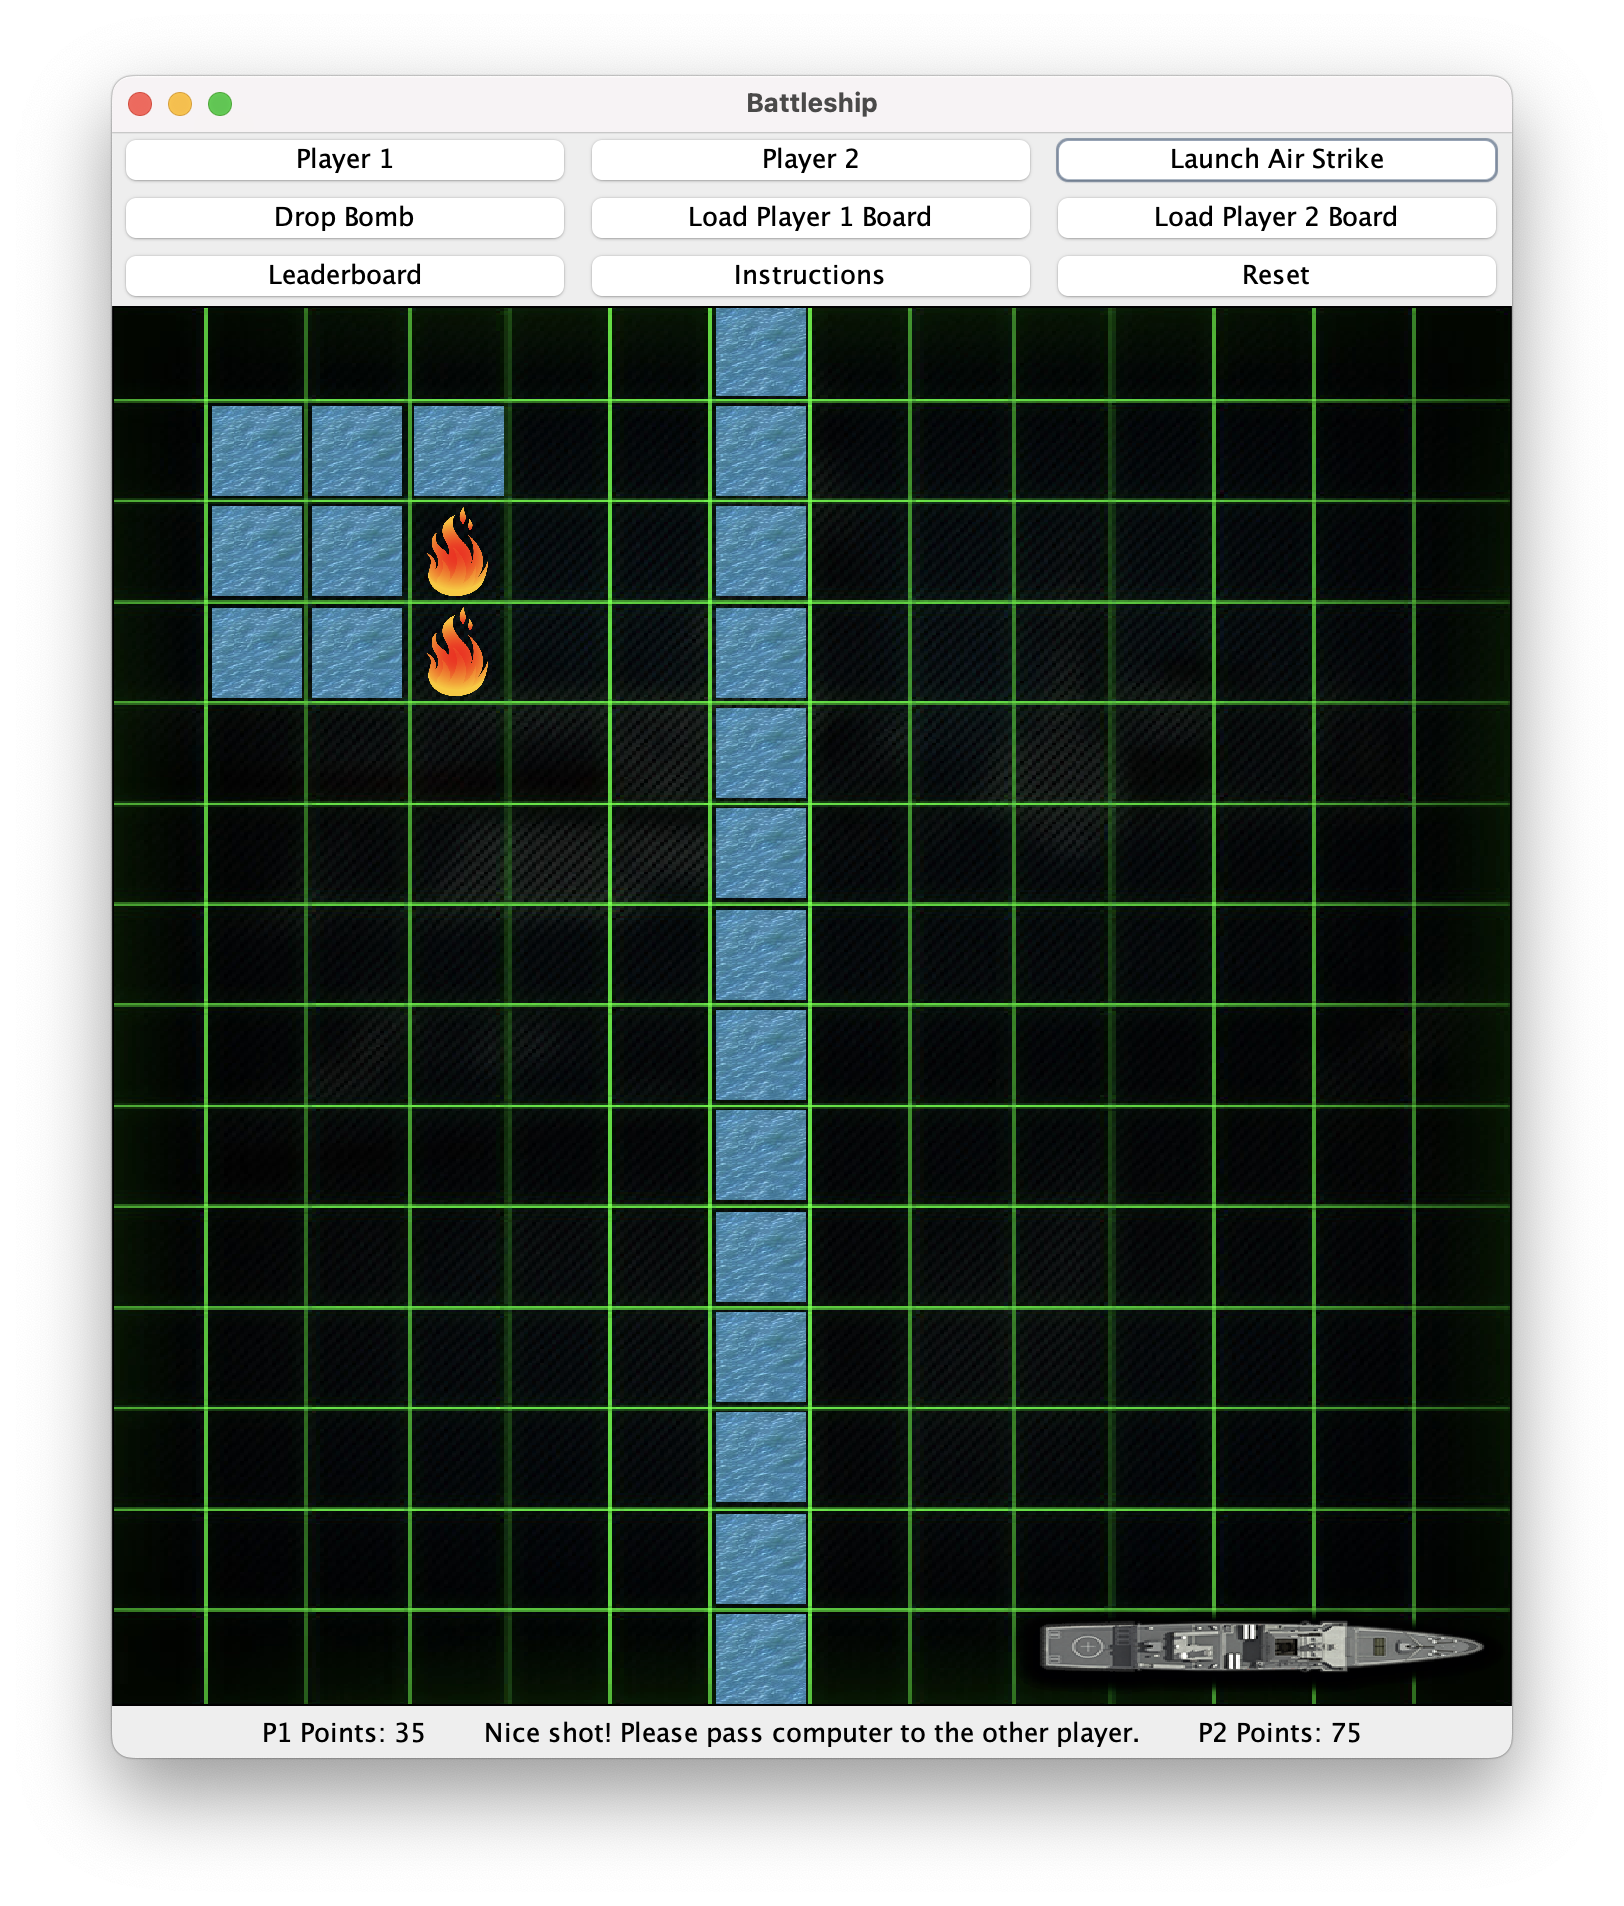 Battleship
Player 1
Player 2
Launch Air Strike
Drop Bomb
Load Player 1 Board
Load Player 2 Board
Leaderboard
Instructions
Reset
P1 Points: 35
Nice shot! Please pass computer to the other player.
P2 Points: 75